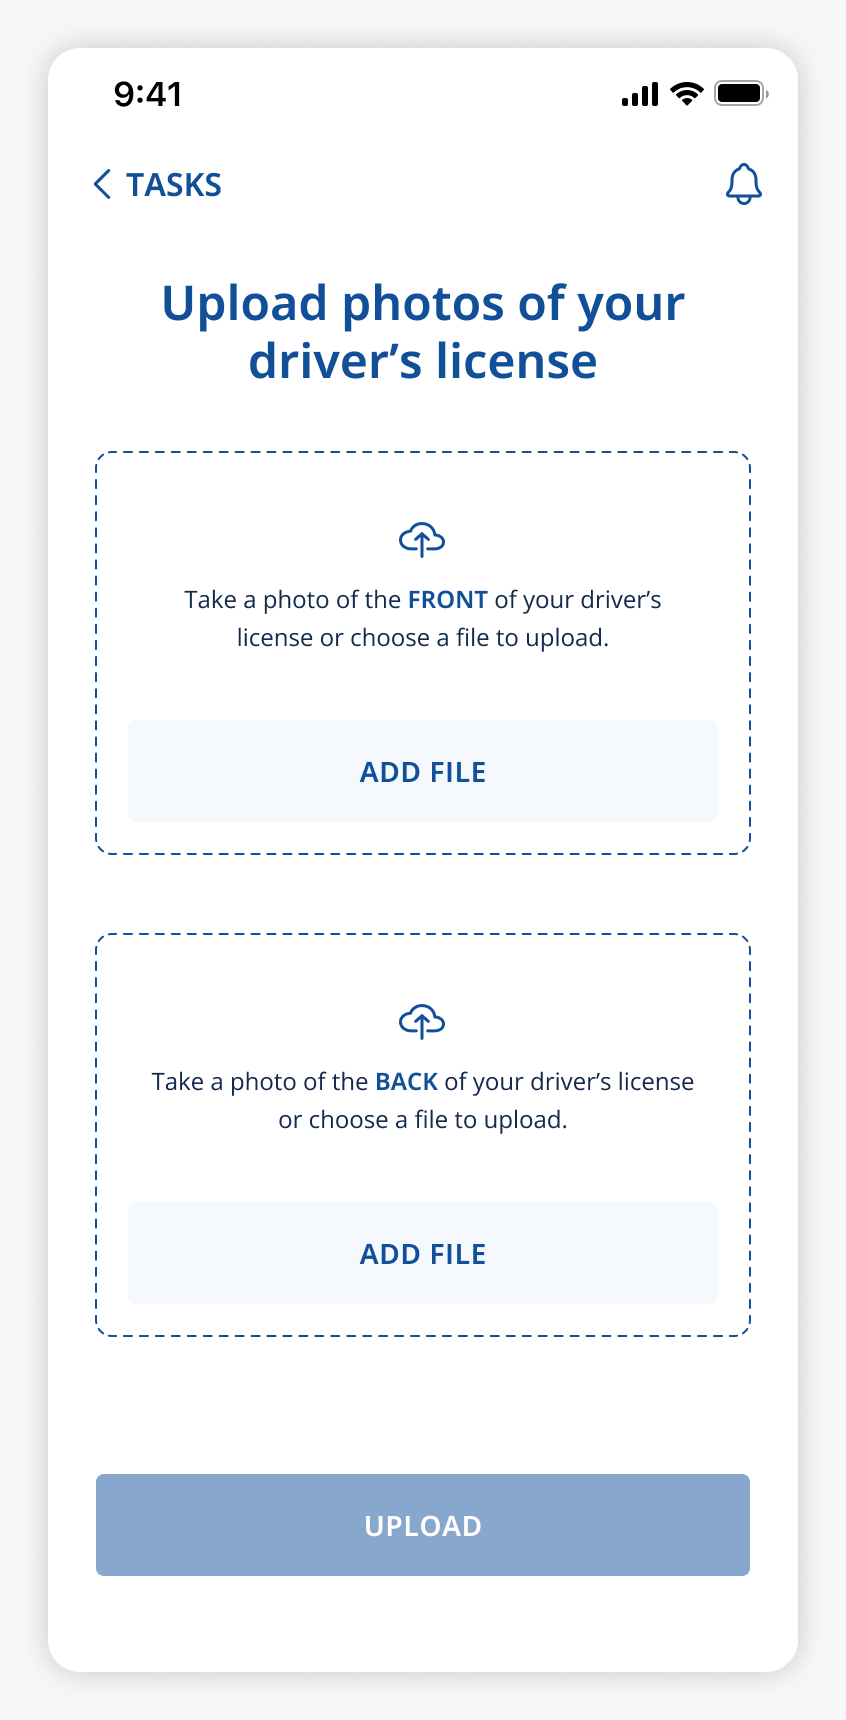 9:41
TASKS
Upload photos of your
driver’s license
Take a photo of the FRONT of your driver’s
license or choose a file to upload.
ADD FILE
Take a photo of the BACK of your driver’s license
or choose a file to upload.
ADD FILE
UPLOAD